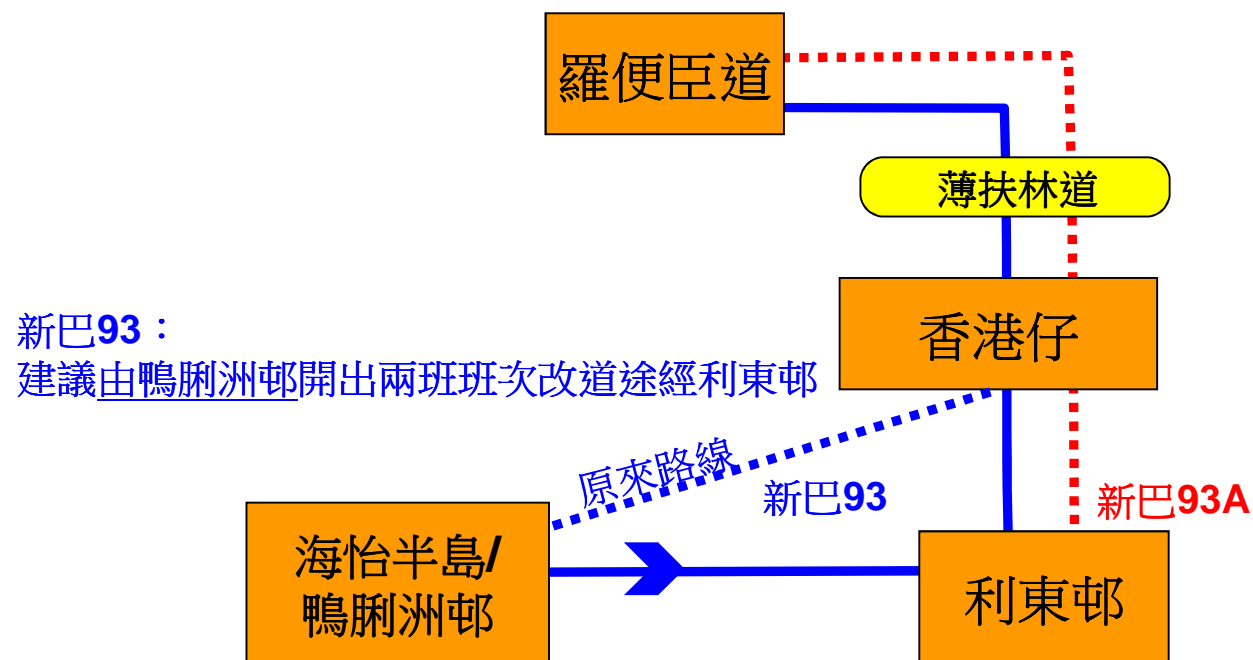 羅便臣道
薄扶林道
香港仔
新巴93：
建議由鴨脷洲邨開出兩班班次改道途經利東邨
原來路線
新巴93
新巴93A
海怡半島/
鴨脷洲邨
利東邨